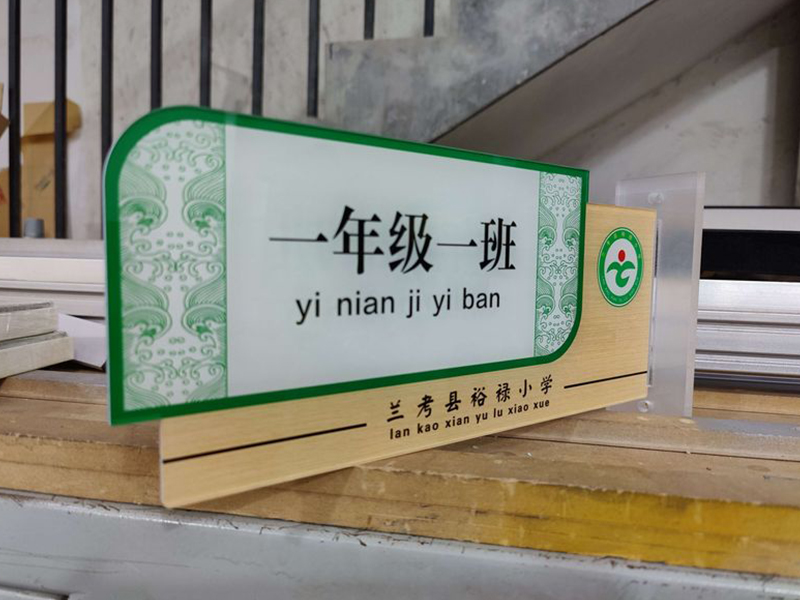 一年级一班
yi nian ji yi ban
兰考县裕禄小学
lan kao xian yu lu xiao xue